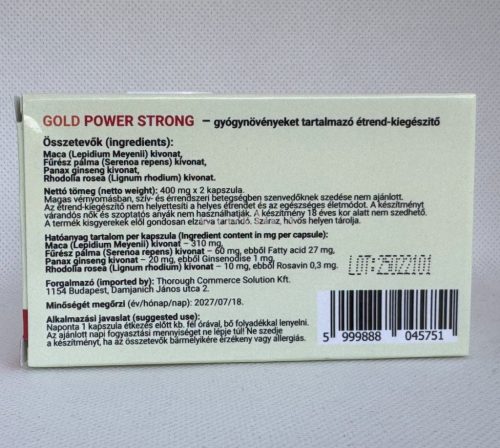 GOLD POWER STRONG – gyógynövényeket tartalmazó étrend-kiegészítő
Összetevők (ingredients):
Maca (Lepidium Meyenii) kivonat,
Fűrész pálma (Serenoa repens) kivonat,
Panax ginseng kivonat,
Rhodolia rosea (Lignum rhodium) kivonat.
Nettó tömeg (netto weight): 400 mg x 2 kapszula.
Magas vérnyomásban, szív- és érrendszeri betegségben szenvedőknek szedése nem ajánlott.
Az étrend-kiegészítő nem helyettesíti a helyes étrendet és az egészséges életmódot. A készítményt
várandós nők és szoptatós anyák nem használhatják. A készítmény 18 éves kor alatt nem szedhető.
A termék kisgyerekek elől gondosan elzárva tartandó. Száraz, hűvös helyen tárolja.
Hatóanyag tartalom per kapszula (Ingredient content in mg per capsule):
Maca (Lepidium Meyenii) kivonat – 310 mg,
Fűrész pálma (Serenoa repens) kivonat – 60 mg, ebből Fatty acid 27 mg,
Panax ginseng kivonat – 20 mg, ebből Ginsenodise 1 mg,
Rhodolia rosea (Lignum rhodium) kivonat – 10 mg, ebből Rosavin 0,3 mg.
LOT:25022101
Forgalmazó (imported by): Thorough Commerce Solution Kft.
1154 Budapest, Damjanich János utca 2.
Minőségét megőrzi (év/hónap/nap): 2027/07/18.
Alkalmazási javaslat (suggested use):
Naponta 1 kapszula étkezés előtt kb. fél órával, bő folyadékkal lenyelni.
Az ajánlott napi fogyasztási mennyiséget ne lépje túl! Ne szedje
a készítményt, ha az összetevők bármelyikére érzékeny vagy allergiás.
5 999888 045751